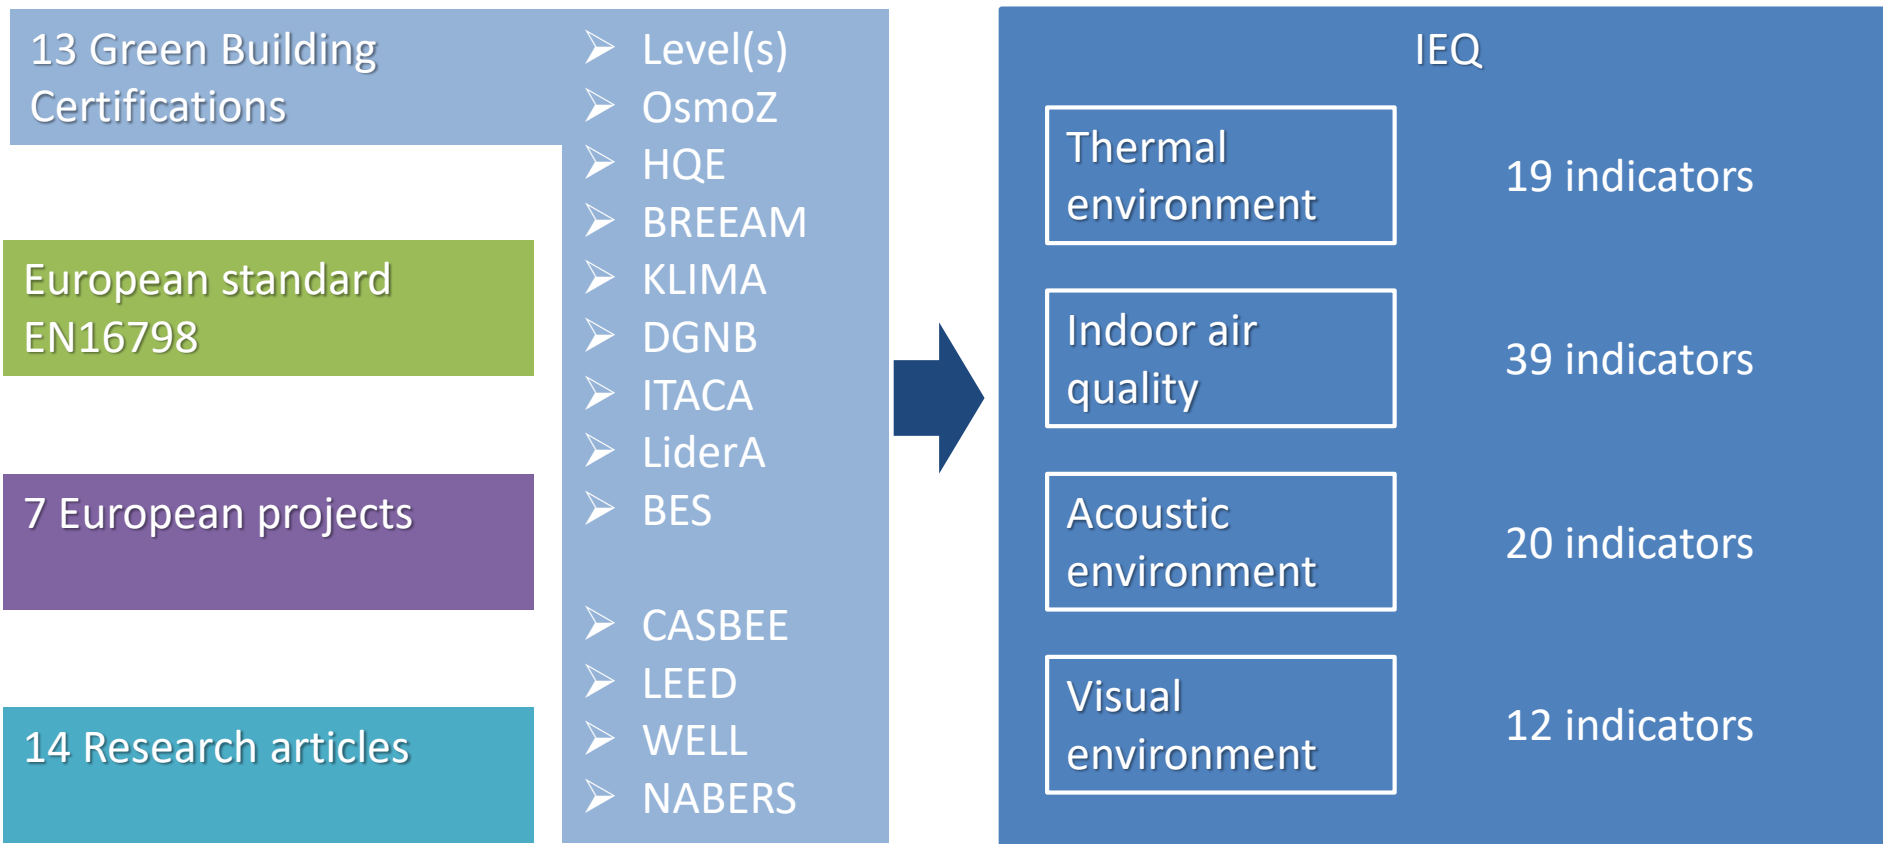 13 Green Building
Certifications
European standard
EN16798
7 European projects
14 Research articles
➢ Level(s)
➢ OsmoZ
➢ HQE
➢ BREEAM
➢ KLIMA
➢ DGNB
➢ ITACA
➢ LiderA
➢ BES
➢ CASBEE
➢ LEED
➢ WELL
➢ NABERS
IEQ
Thermal
environment
19 indicators
Indoor air
quality
39 indicators
Acoustic
environment
20 indicators
Visual
environment
12 indicators